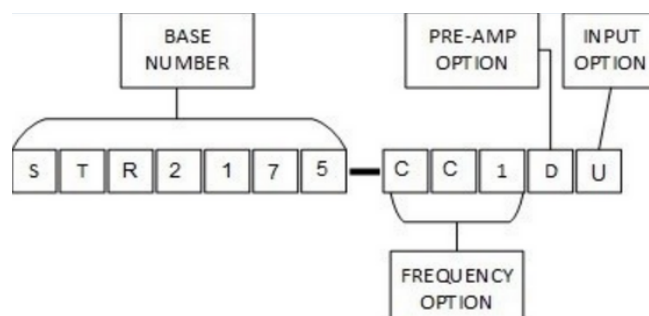 BASE
NUMBER
PRE-AMP
OPTION
INPUT
OPTION
S T R 2 1 7 5 – C C 1 D U
FREQUENCY
OPTION